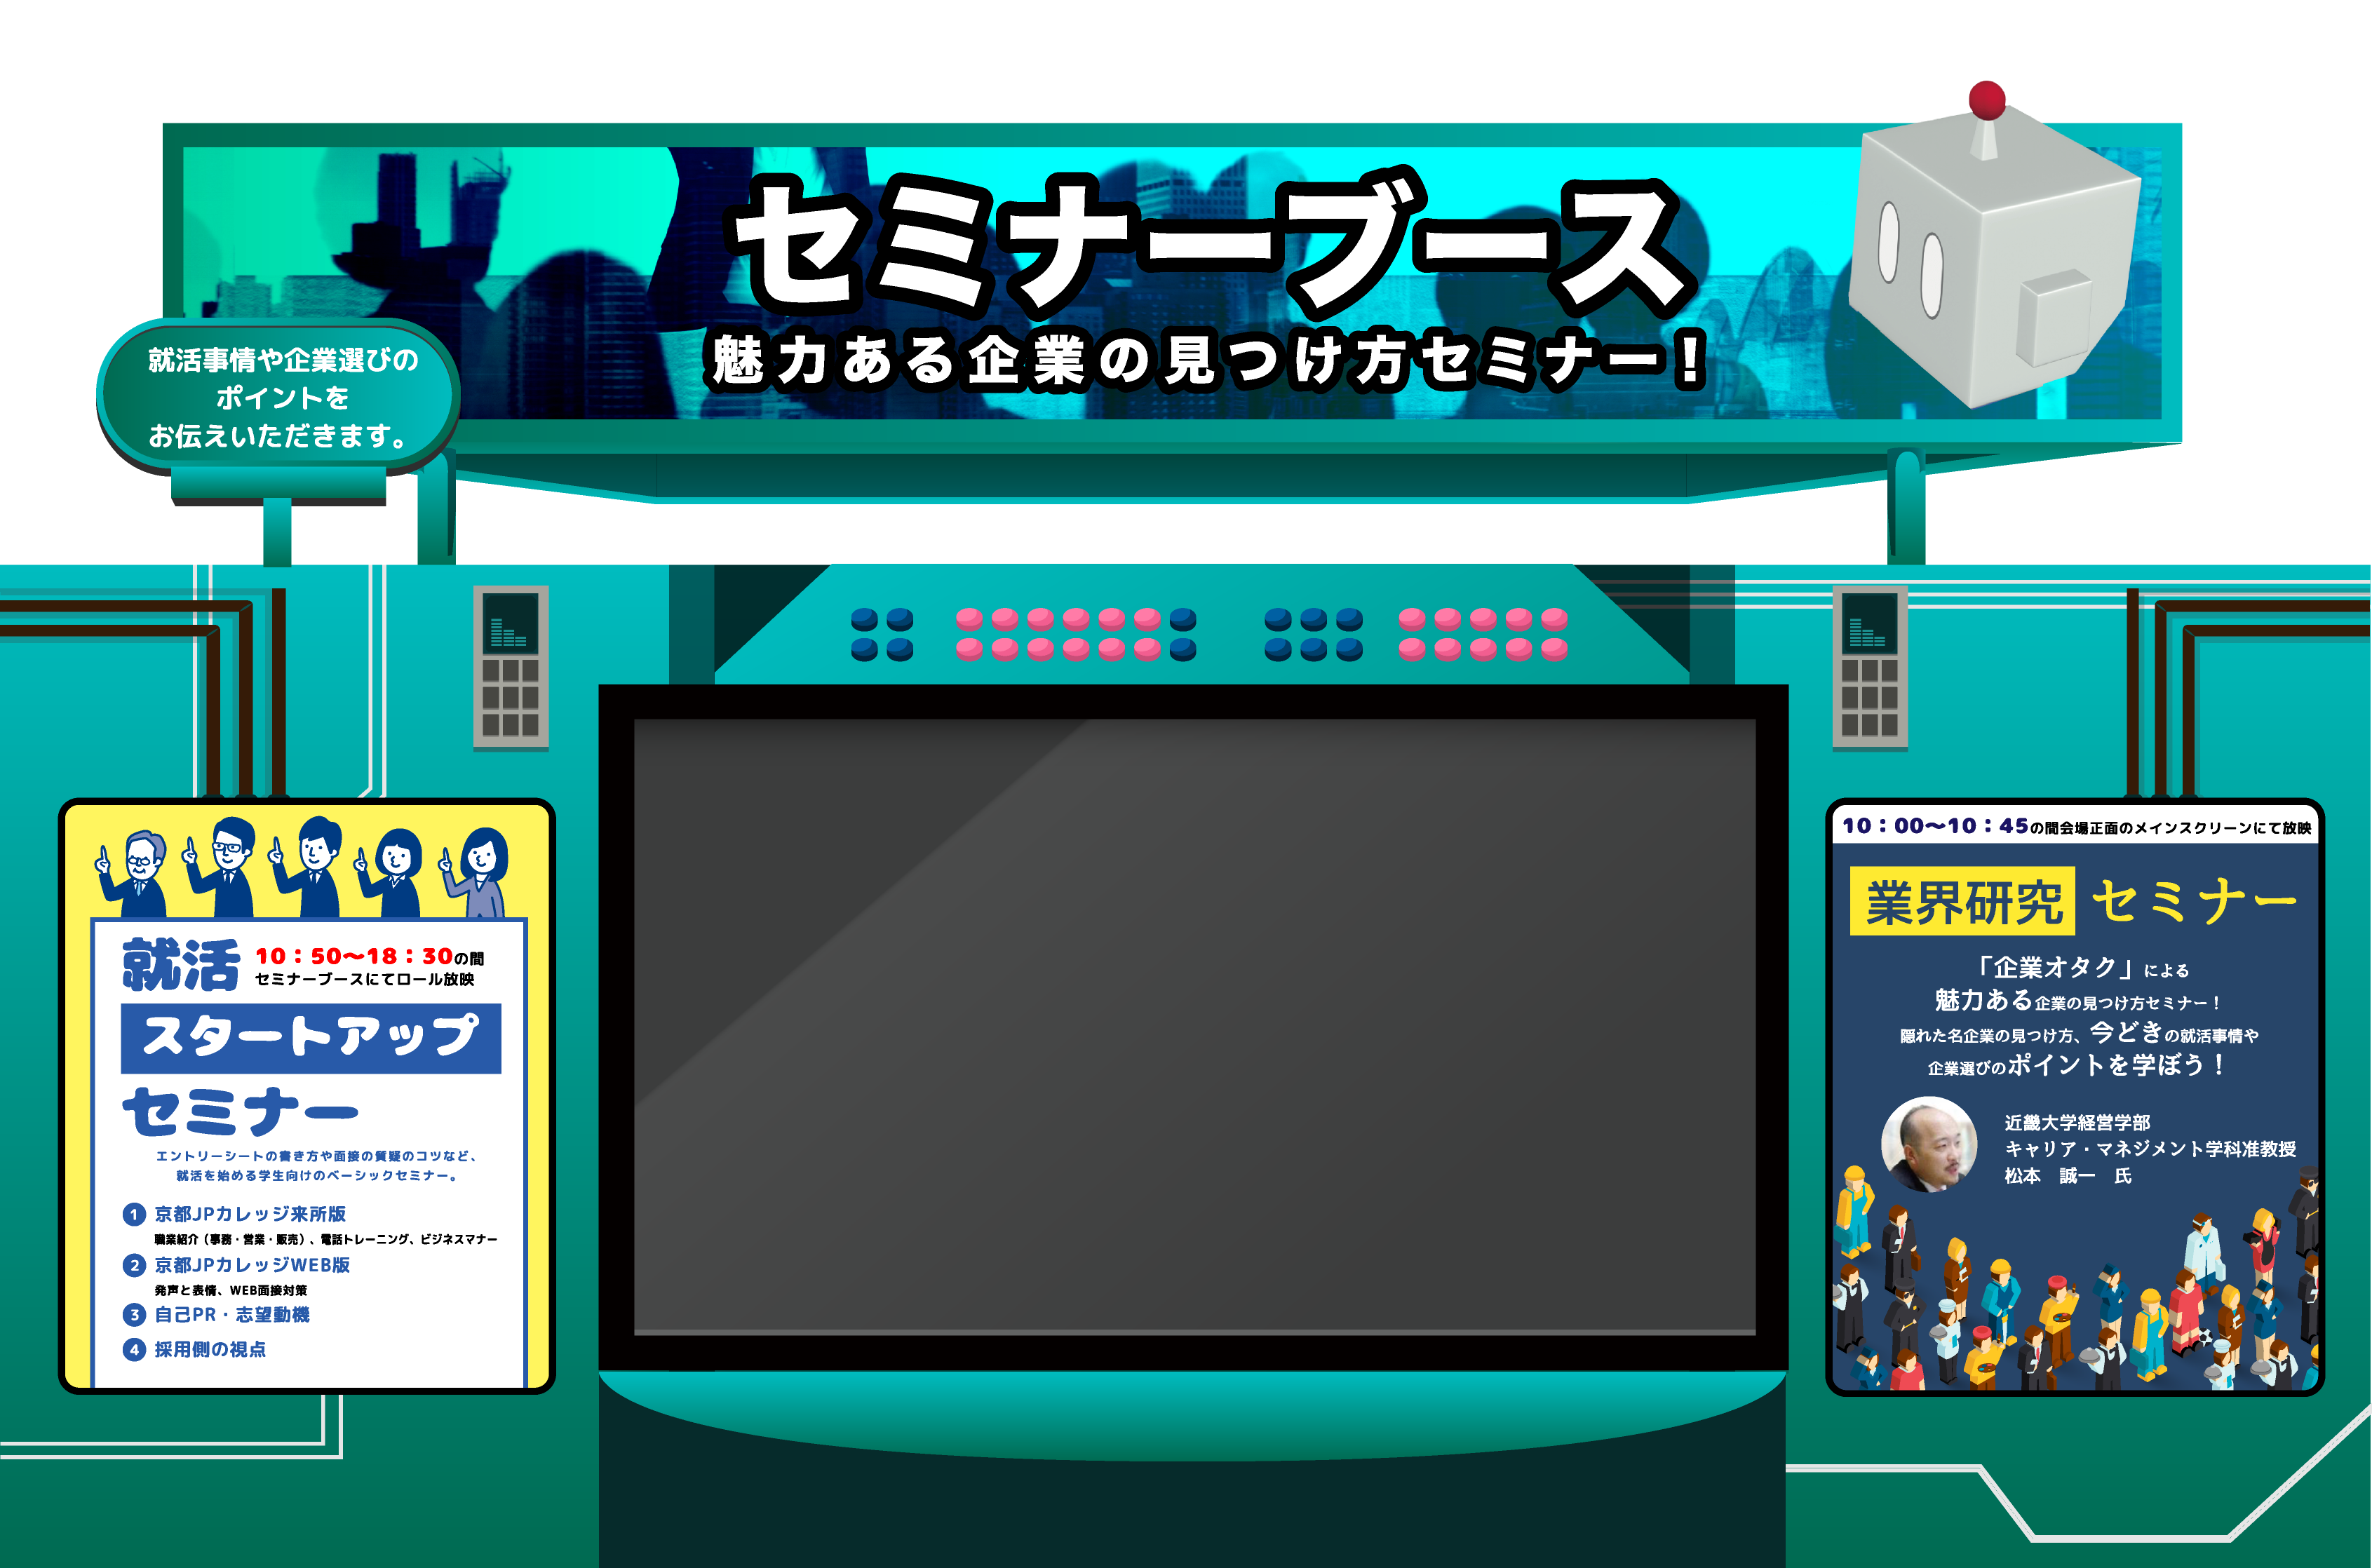 セミナーブース
魅力ある企業の見つけ方セミナー！
就活事情や企業選びの
ポイントを
お伝えいただきます。
就活
10：50〜18：30の間
セミナーブースにてロール放映
スタートアップ
セミナー
エントリーシートの書き方や面接の質疑のコツなど、
就活を始める学生向けのベーシックセミナー。
1 京都JPカレッジ来所版
職業紹介（事務・営業・販売）、電話トレーニング、ビジネスマナー
2 京都JPカレッジWEB版
発声と表情、WEB面接対策
3 自己PR・志望動機
4 採用側の視点
10：00〜10：45の間会場正面のメインスクリーンにて放映
業界研究 セミナー
「企業オタク」による
魅力ある企業の見つけ方セミナー！
隠れた名企業の見つけ方、今どきの就活事情や
企業選びのポイントを学ぼう！
近畿大学経営学部
キャリア・マネジメント学科准教授
松本　誠一　氏